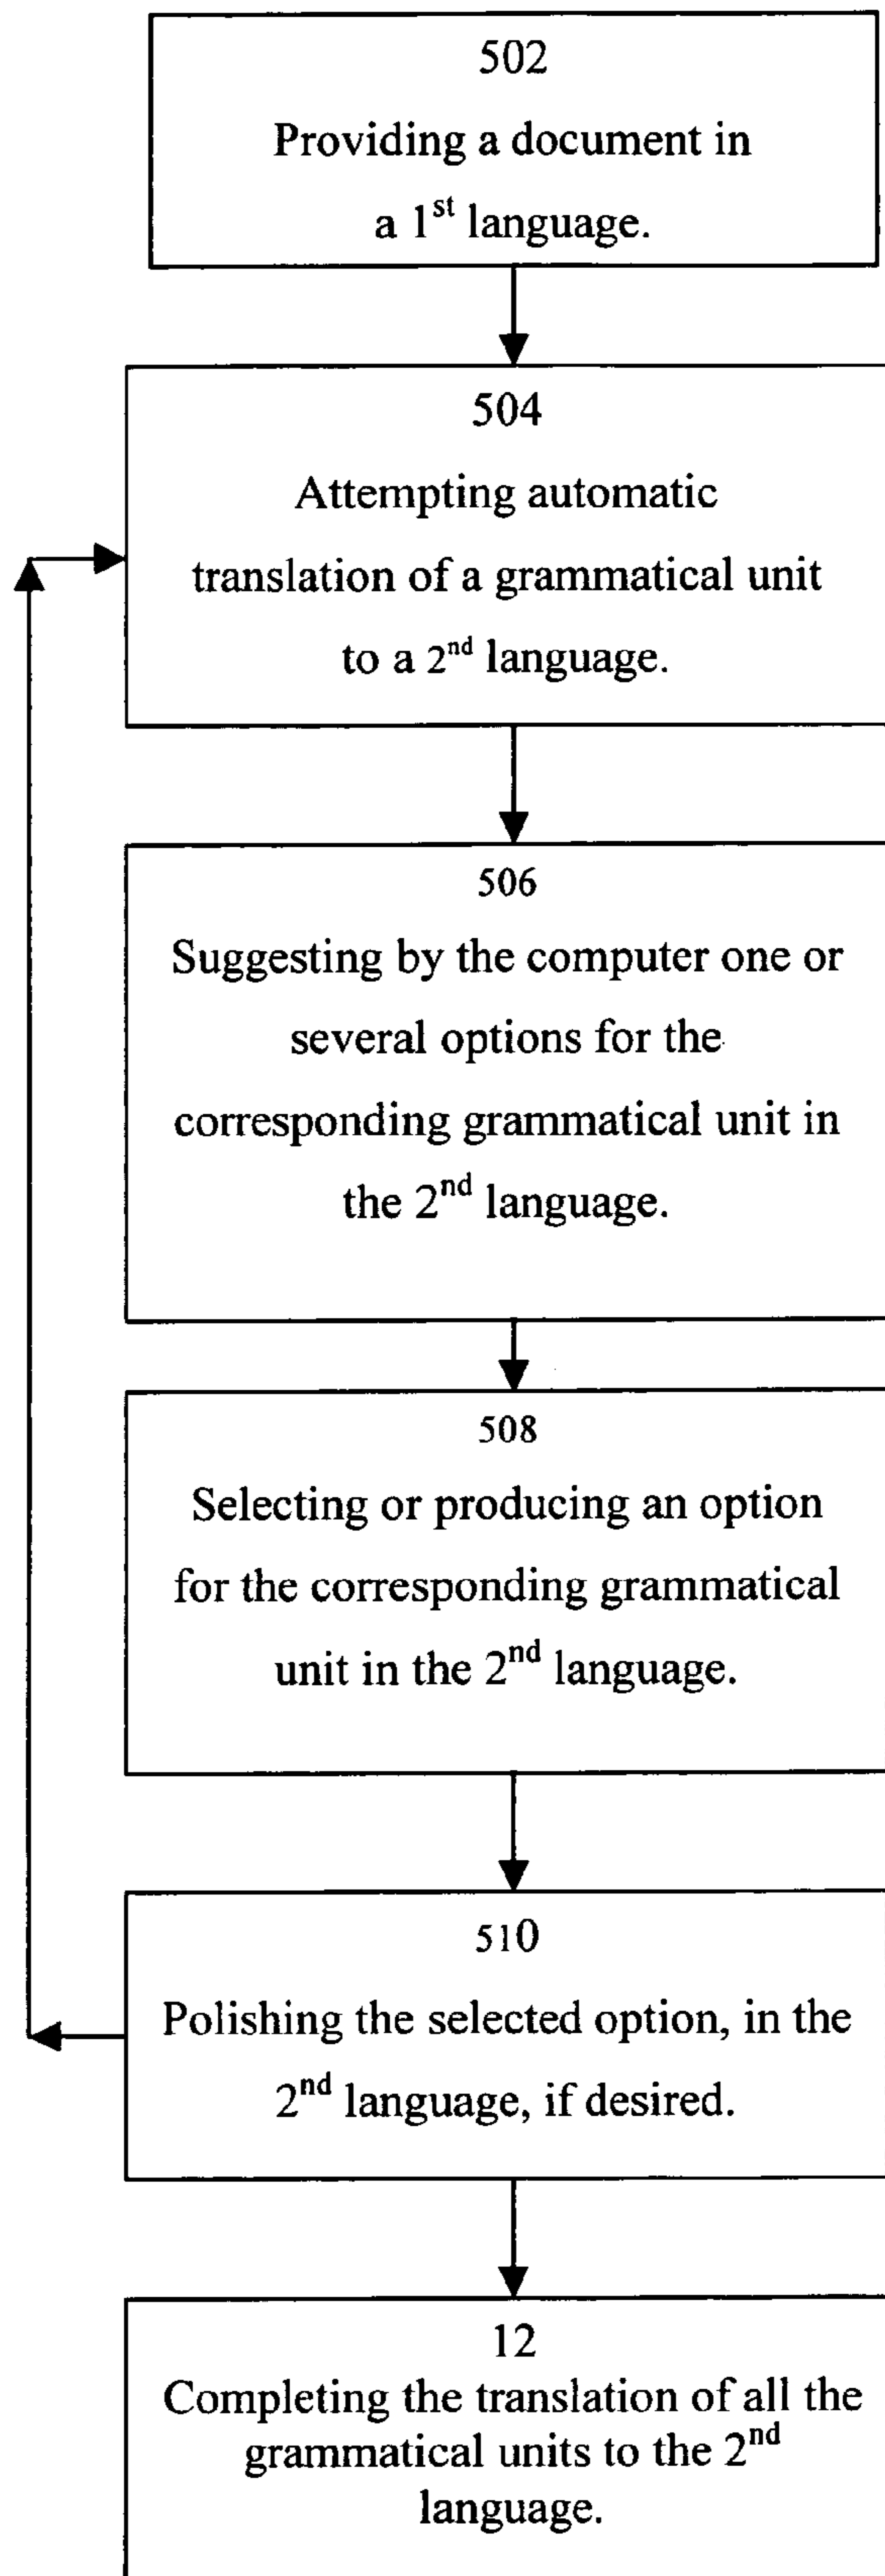 502
Providing a document in
a 1st language.
504
Attempting automatic
translation of a grammatical unit
to a 2nd language.
506
Suggesting by the computer one or
several options for the
corresponding grammatical unit in
the 2nd language.
508
Selecting or producing an option
for the corresponding grammatical
unit in the 2nd language.
510
Polishing the selected option, in the
2nd language, if desired.
12
Completing the translation of all the
grammatical units to the 2nd
language.